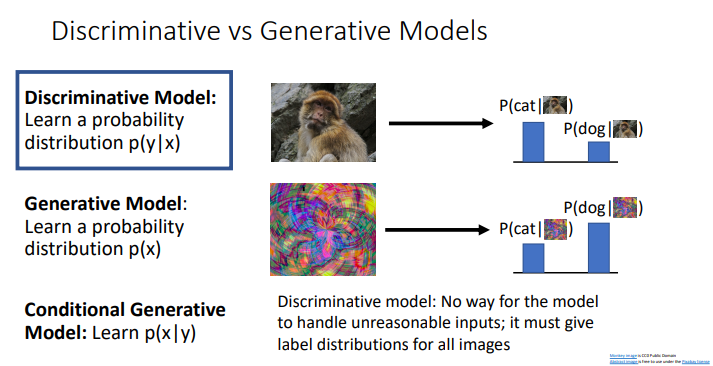 Discriminative vs Generative Models
Discriminative Model:
Learn a probability
distribution p(y|x)
P(cat| )
P(dog| )
Generative Model:
Learn a probability
distribution p(x)
P(dog| )
P(cat| )
Conditional Generative
Model: Learn p(x|y)
Discriminative model: No way for the model
to handle unreasonable inputs; it must give
label distributions for all images
Monkey image is CC0 Public Domain
Abstract image is free to use under the Pixabay license